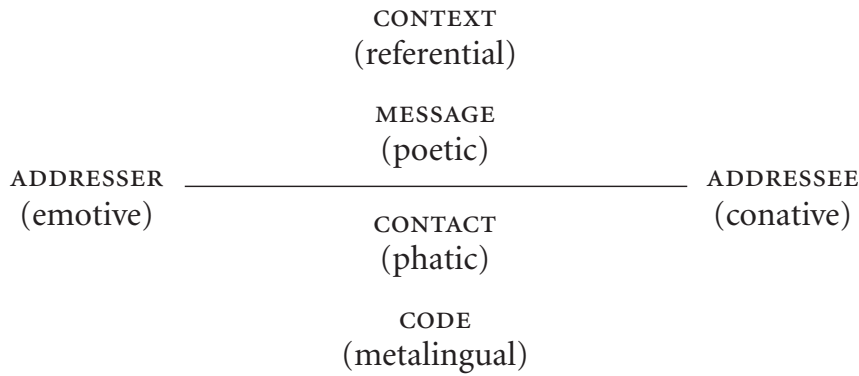 CONTEXT
(referential)
MESSAGE
(poetic)
ADDRESSER
(emotive)
ADDRESSEE
(conative)
CONTACT
(phatic)
CODE
(metalingual)